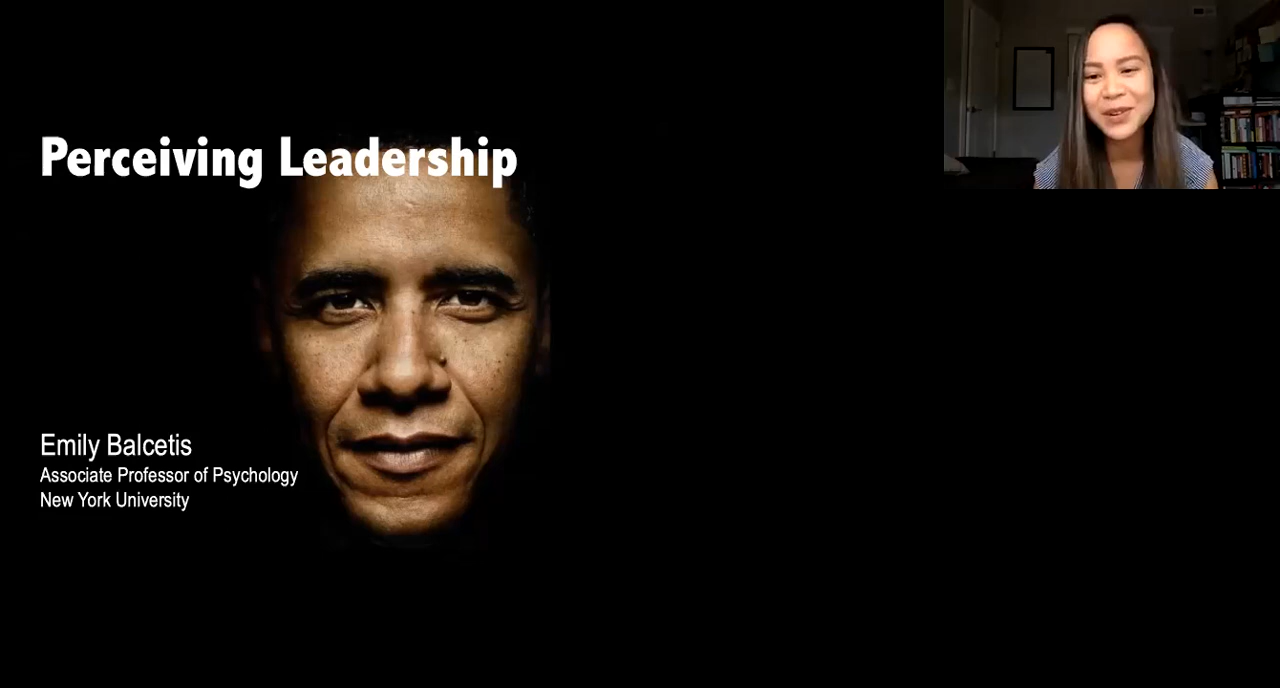 Perceiving Leadership
Emily Balcetis
Associate Professor of Psychology
New York University